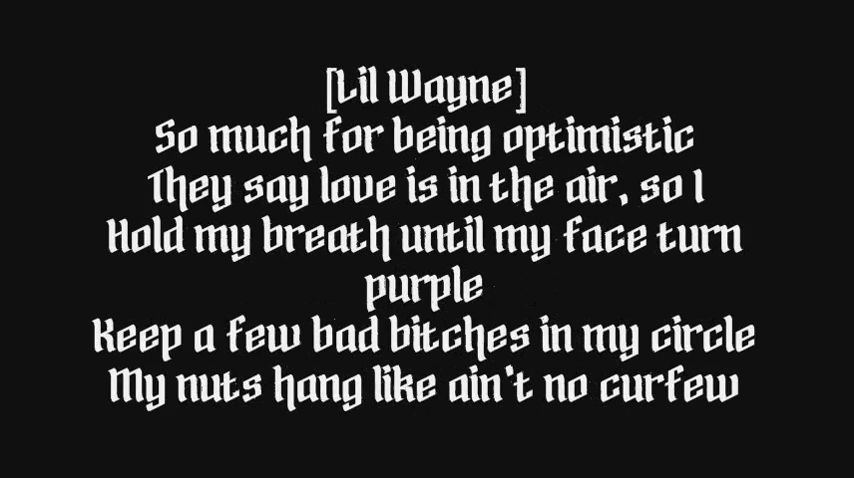 [Lil Wayne]
So much for being optimistic
They say love is in the air, so I
Hold my breath until my face turn
purple
Keep a few bad bitches in my circle
My nuts hang like ain't no curfew